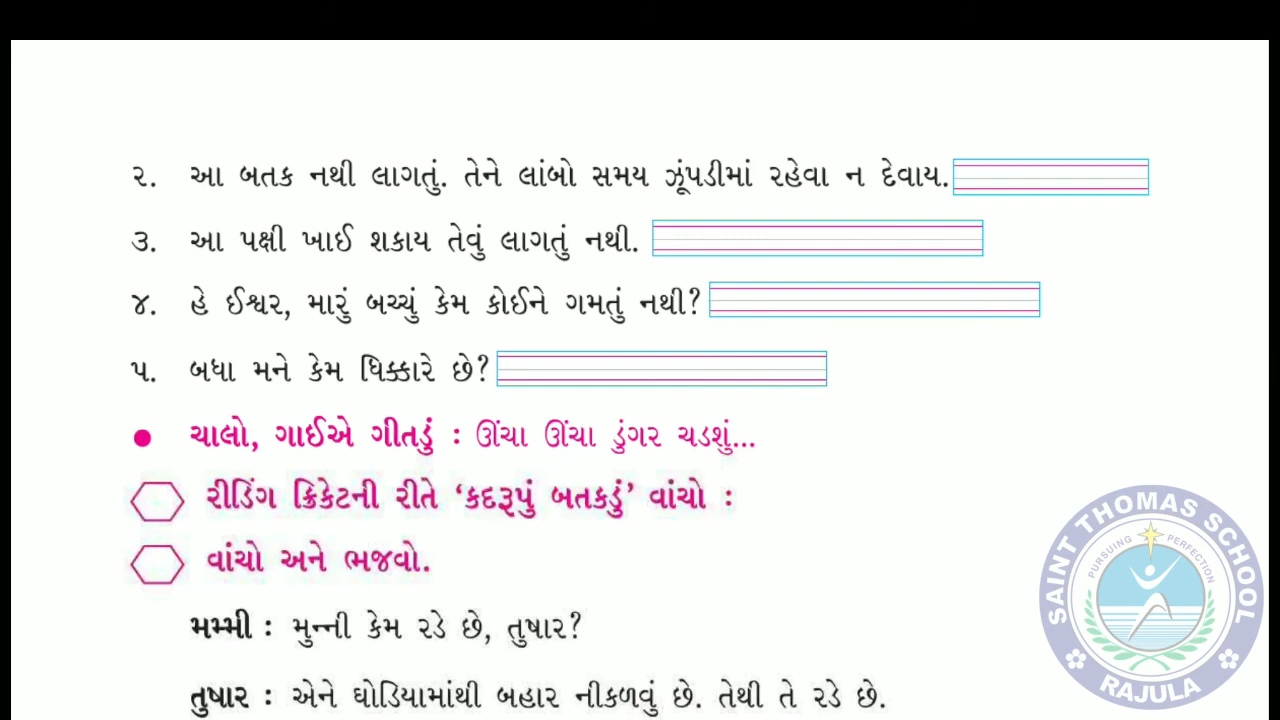 ૨. આ બતક નથી લાગતું. તેને લાંબો સમય ઝૂંપડીમાં રહેવા ન દેવાય.
૩. આ પક્ષી ખાઈ શકાય તેવું લાગતું નથી.
૪. હે ઈશ્વર, મારું બચ્ચું કેમ કોઈને ગમતું નથી?
૫. બધા મને કેમ ધિક્કારે છે?
● ચાલો, ગાઈએ ગીતડું : ઊંચા ઊંચા ડુંગર ચડશું...
રીડિંગ ક્રિકેટની રીતે ‘કદરૂપું બતકડું’ વાંચો :
વાંચો અને ભજવો.
મમ્મી : મુન્ની કેમ રડે છે, તુષાર?
તુષાર : એને ઘોડિયામાંથી બહાર નીકળવું છે. તેથી તે રડે છે.
SAINT THOMAS SCHOOL
PURSUING PERFECTION
RAJULA